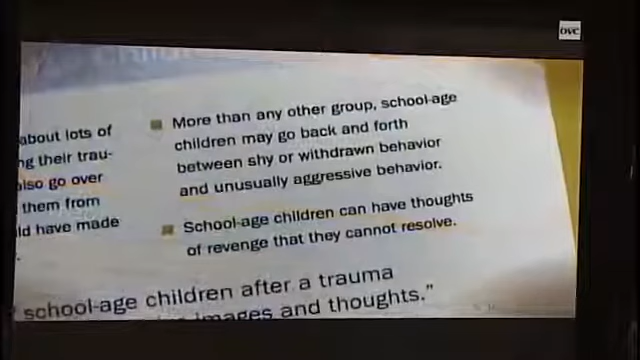 OVC
about lots of
ng their trau-
also go over
them from
ld have made
.
More than any other group, school-age
children may go back and forth
between shy or withdrawn behavior
and unusually aggressive behavior.
School-age children can have thoughts
of revenge that they cannot resolve.
school-age children after a trauma
images and thoughts.”